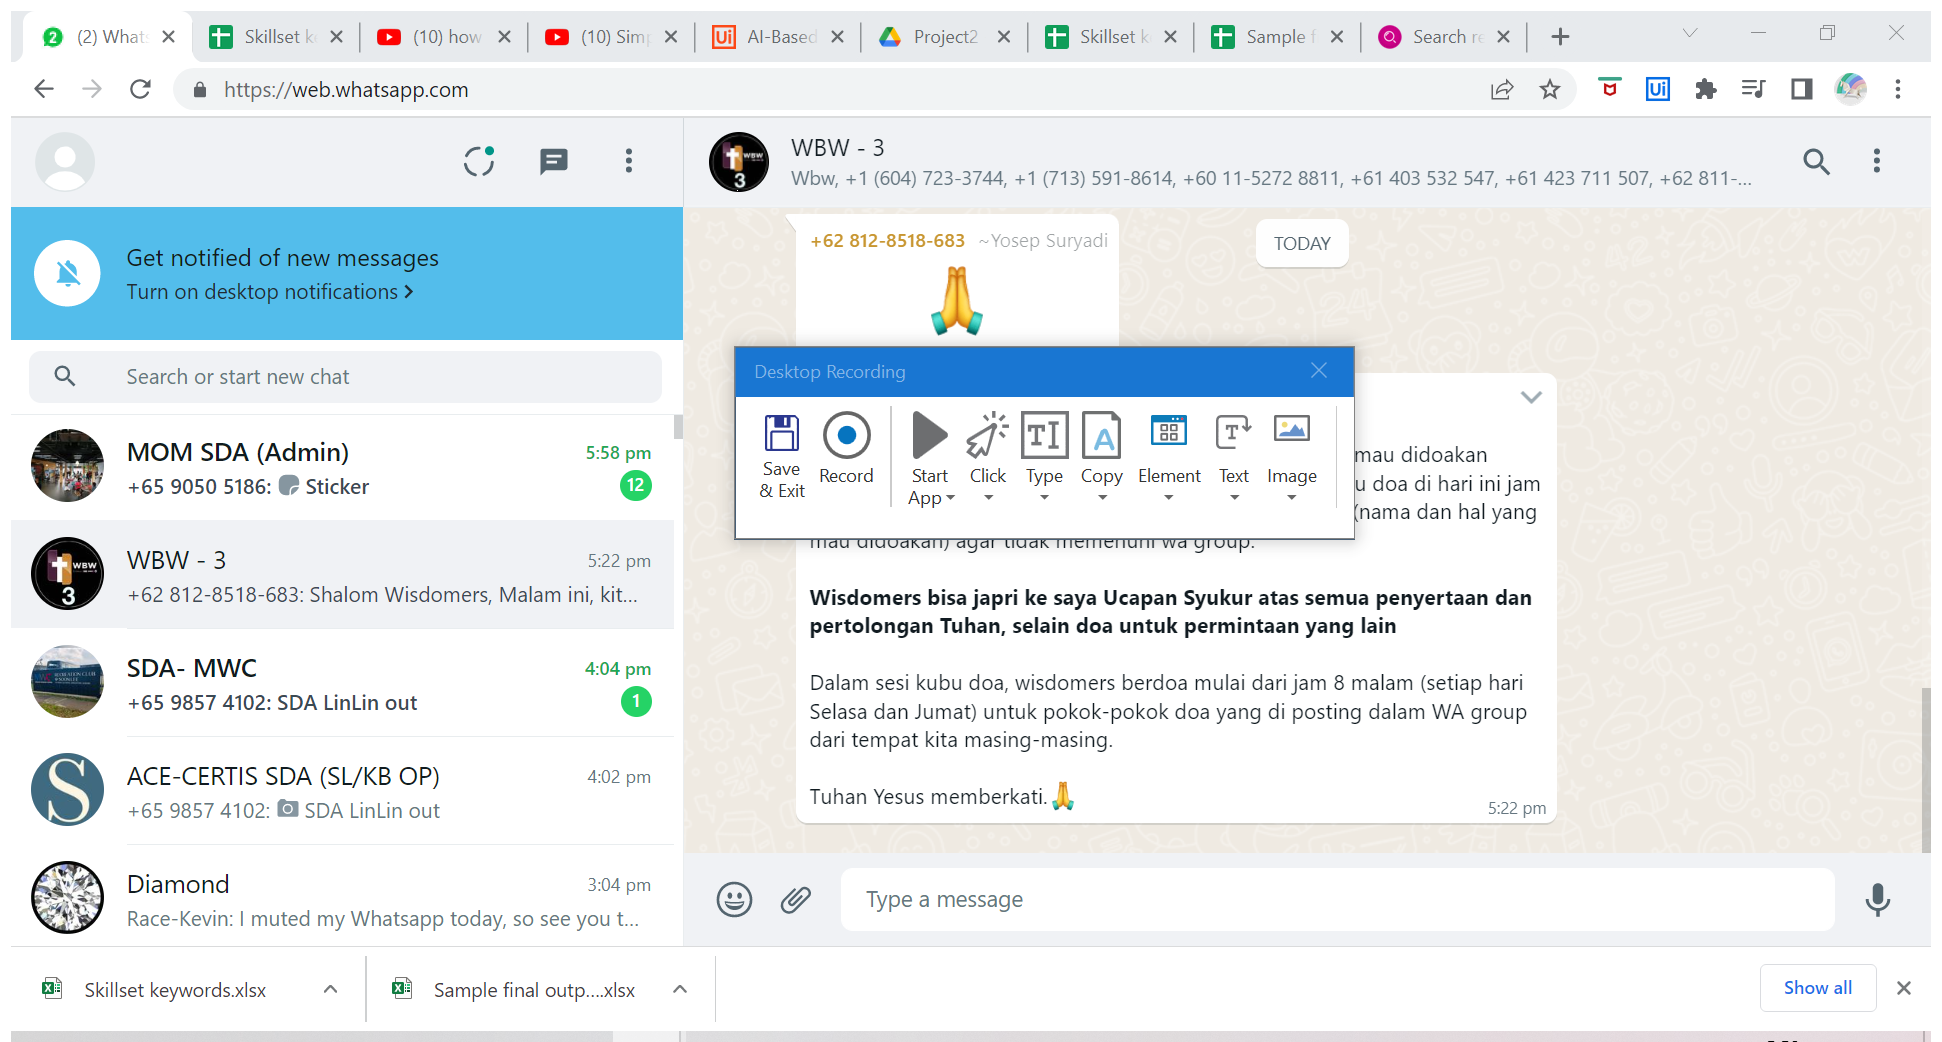 (2) What
Skillset k
(10) how
(10) Sim
AI-Based
Project2
Skillset k
Sample f
Search re
https://web.whatsapp.com
WBW - 3
Wbw, +1 (604) 723-3744, +1 (713) 591-8614, +60 11-5272 8811, +61 403 532 547, +61 423 711 507, +62 811-...
Get notified of new messages
Turn on desktop notifications
Search or start new chat
MOM SDA (Admin)
5:58 pm
+65 9050 5186: Sticker
12
WBW - 3
5:22 pm
+62 812-8518-683: Shalom Wisdomers, Malam ini, kit...
SDA- MWC
4:04 pm
+65 9857 4102: SDA LinLin out
1
ACE-CERTIS SDA (SL/KB OP)
4:02 pm
+65 9857 4102: SDA LinLin out
Diamond
3:04 pm
Race-Kevin: I muted my Whatsapp today, so see you t...
+62 812-8518-683 ~Yosep Suryadi
TODAY
Desktop Recording
Save & Exit
Record
Start App
Click
Type
Copy
Element
Text
Image
mau didoakan
u doa di hari ini jam
(nama dan hal yang
mau didoakan) agar tidak memenuhi wa group.
Wisdomers bisa japri ke saya Ucapan Syukur atas semua penyertaan dan
pertolongan Tuhan, selain doa untuk permintaan yang lain
Dalam sesi kubu doa, wisdomers berdoa mulai dari jam 8 malam (setiap hari
Selasa dan Jumat) untuk pokok-pokok doa yang di posting dalam WA group
dari tempat kita masing-masing.
Tuhan Yesus memberkati.🙏
5:22 pm
Type a message
Skillset keywords.xlsx
Sample final outp....xlsx
Show all